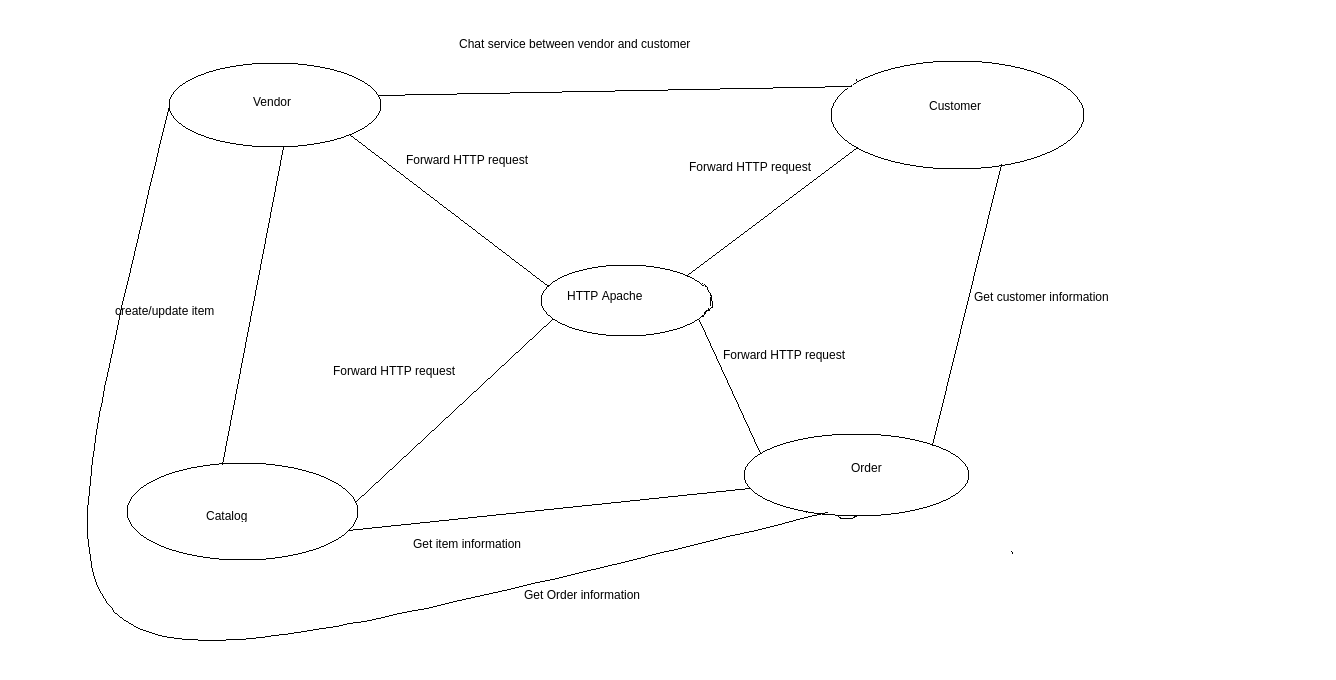 Chat service between vendor and customer
Vendor
Customer
Forward HTTP request
Forward HTTP request
HTTP Apache
Get customer information
create/update item
Forward HTTP request
Forward HTTP request
Order
Catalog
Get item information
Get Order information